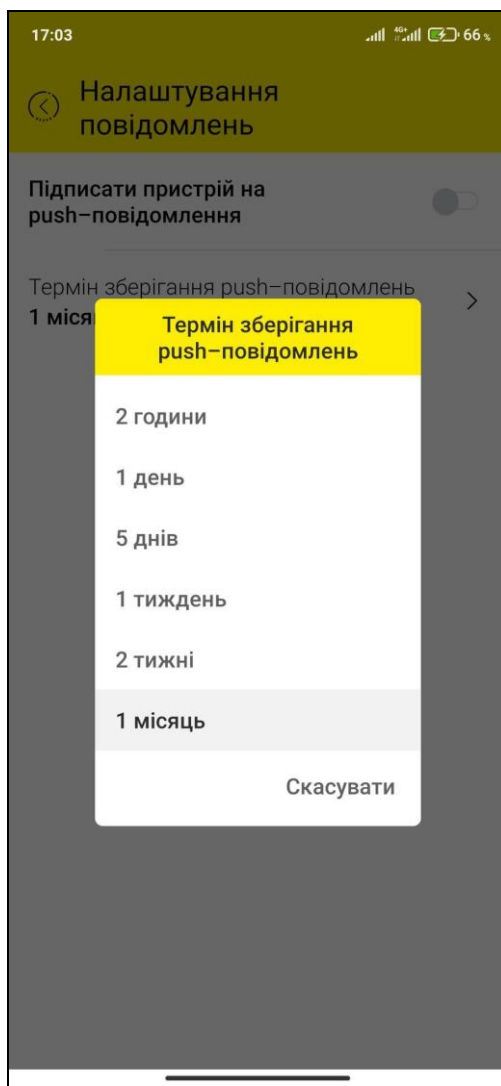 17:03
4G+
66 %
Налаштування
повідомлень
Підписати пристрій на
push-повідомлення
Термін зберігання push-повідомлень
1 міся
Термін зберігання
push-повідомлень
2 години
1 день
5 днів
1 тиждень
2 тижні
1 місяць
Скасувати